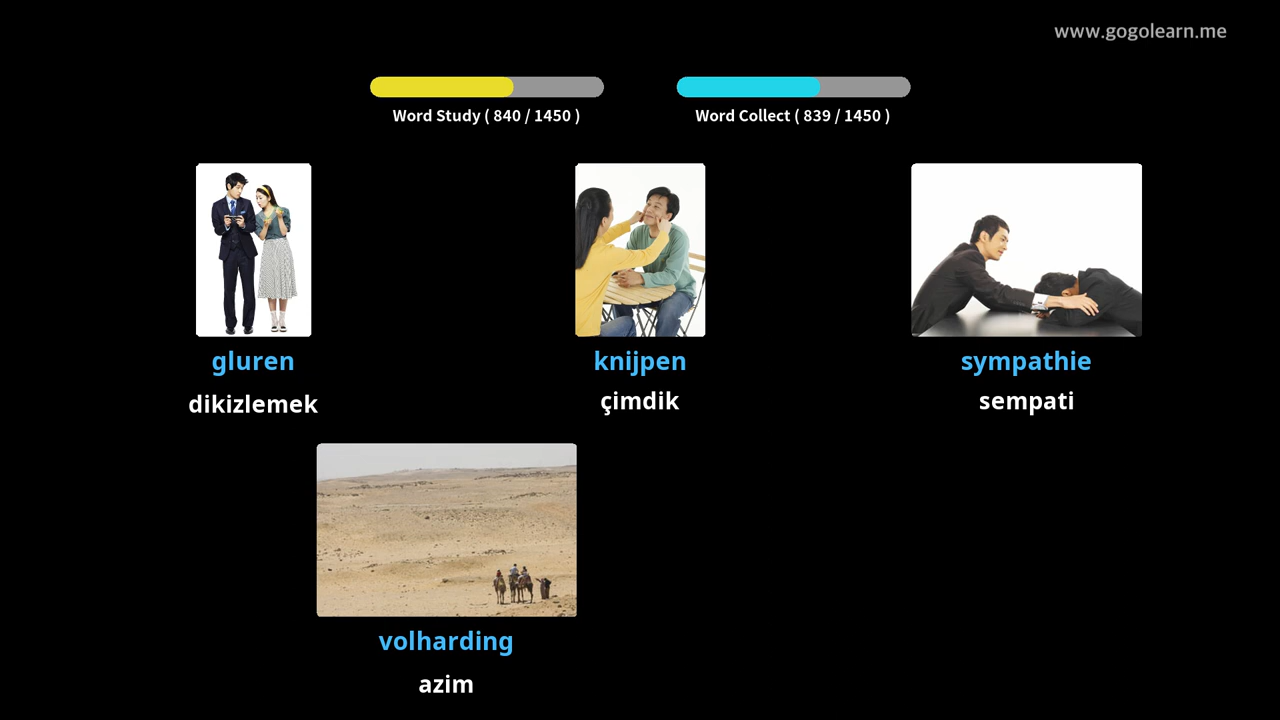 www.gogolearn.me
Word Study ( 840 / 1450 )
Word Collect ( 839 / 1450 )
gluren
dikizlemek
knijpen
çimdik
sympathie
sempati
volharding
azim